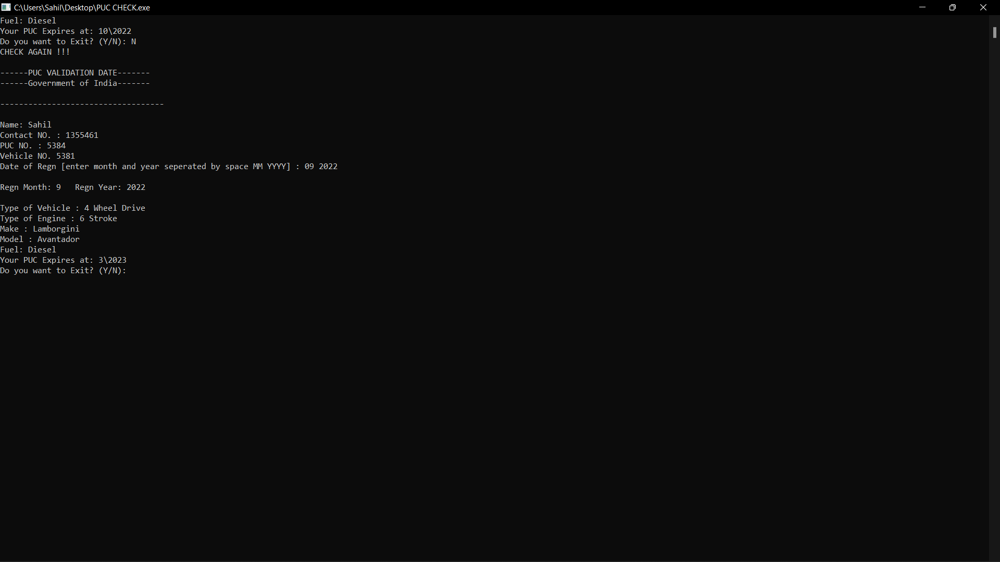 C:\Users\Sahil\Desktop\PUC CHECK.exe
Fuel: Diesel
Your PUC Expires at: 10\2022
Do you want to Exit? (Y/N): N
CHECK AGAIN !!!
------PUC VALIDATION DATE-------
------Government of India-------
-----------------------------------
Name: Sahil
Contact NO. : 1355461
PUC NO. : 5384
Vehicle NO. 5381
Date of Regn [enter month and year seperated by space MM YYYY] : 09 2022
Regn Month: 9   Regn Year: 2022
Type of Vehicle : 4 Wheel Drive
Type of Engine : 6 Stroke
Make : Lamborgini
Model : Avantador
Fuel: Diesel
Your PUC Expires at: 3\2023
Do you want to Exit? (Y/N):